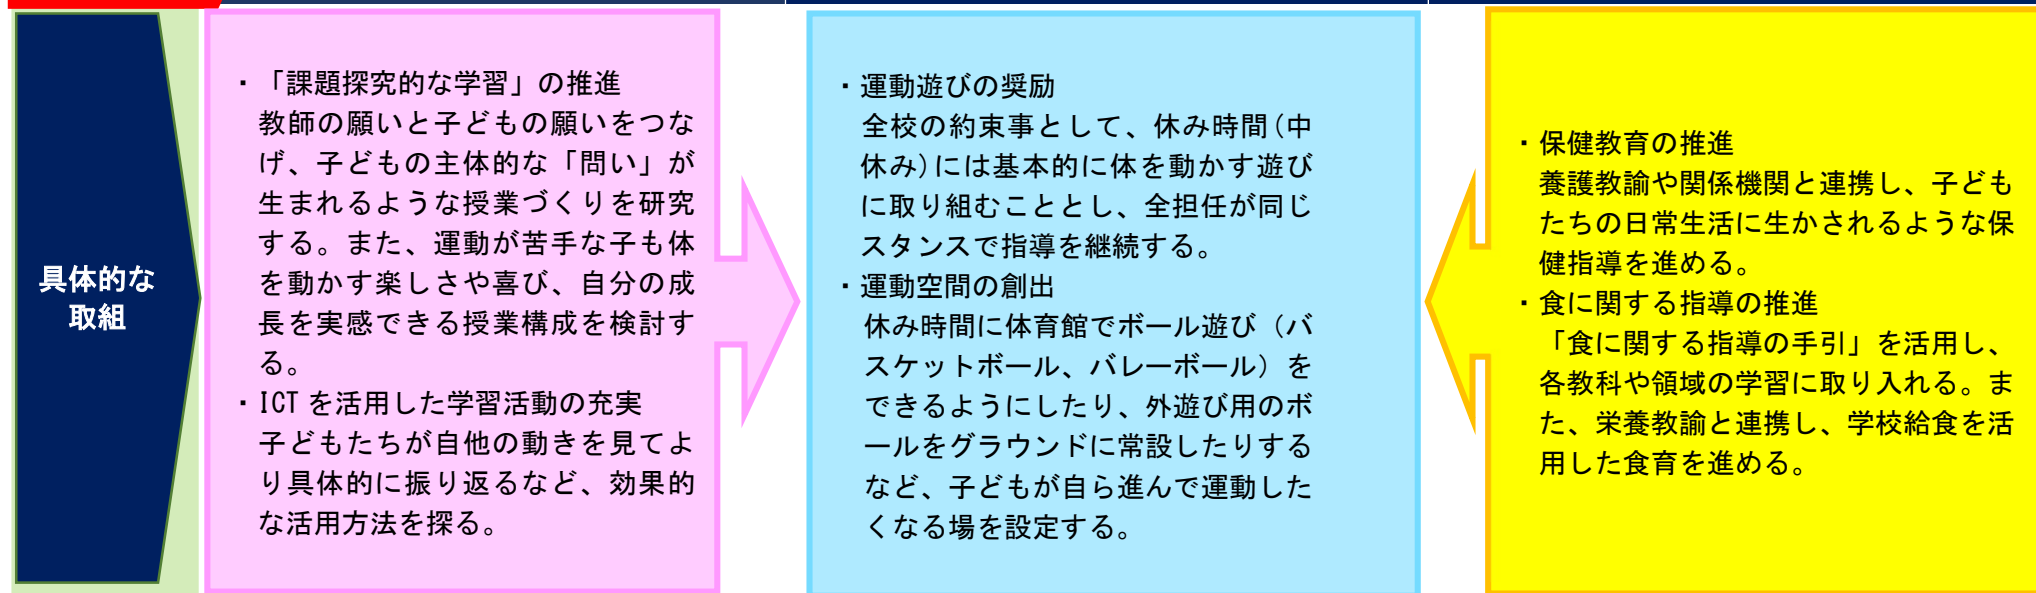 具体的な
取組
・「課題探究的な学習」の推進
教師の願いと子どもの願いをつな
げ、子どもの主体的な「問い」が
生まれるような授業づくりを研究
する。また、運動が苦手な子も体
を動かす楽しさや喜び、自分の成
長を実感できる授業構成を検討す
る。
・ICT を活用した学習活動の充実
子どもたちが自他の動きを見てよ
り具体的に振り返るなど、効果的
な活用方法を探る。
・運動遊びの奨励
全校の約束事として、休み時間(中
休み)には基本的に体を動かす遊び
に取り組むこととし、全担任が同じ
スタンスで指導を継続する。
・運動空間の創出
休み時間に体育館でボール遊び（バ
スケットボール、バレーボール）を
できるようにしたり、外遊び用のボ
ールをグラウンドに常設したりする
など、子どもが自ら進んで運動した
くなる場を設定する。
・保健教育の推進
養護教諭や関係機関と連携し、子ども
たちの日常生活に生かされるような保
健指導を進める。
・食に関する指導の推進
「食に関する指導の手引」を活用し、
各教科や領域の学習に取り入れる。ま
た、栄養教諭と連携し、学校給食を活
用した食育を進める。